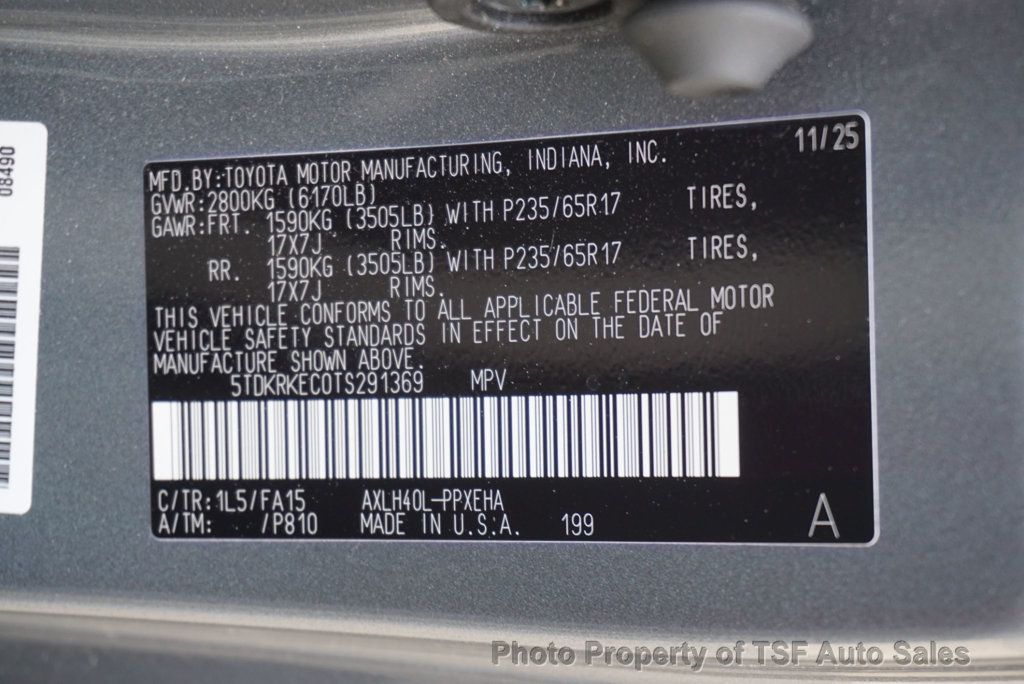 08490
11/25
MFD.BY:TOYOTA MOTOR MANUFACTURING, INDIANA, INC.
GVWR:2800KG (6170LB)
GAWR:FRT. 1590KG (3505LB) WITH P235/65R17 TIRES,
17X7J RIMS.
RR. 1590KG (3505LB) WITH P235/65R17 TIRES,
17X7J RIMS.
THIS VEHICLE CONFORMS TO ALL APPLICABLE FEDERAL MOTOR
VEHICLE SAFETY STANDARDS IN EFFECT ON THE DATE OF
MANUFACTURE SHOWN ABOVE.
5TDKRKEC0TS291369 MPV
C/TR:1L5/FA15 AXLH40L-PPXEHA
A/TM: /P810 MADE IN U.S.A. 199
A
Photo Property of TSF Auto Sales